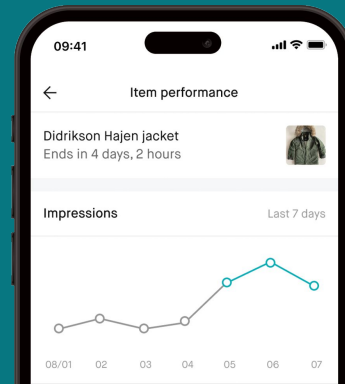 09:41
Item performance
Didrikson Hajen jacket
Ends in 4 days, 2 hours
Impressions
Last 7 days
08/01 02 03 04 05 06 07